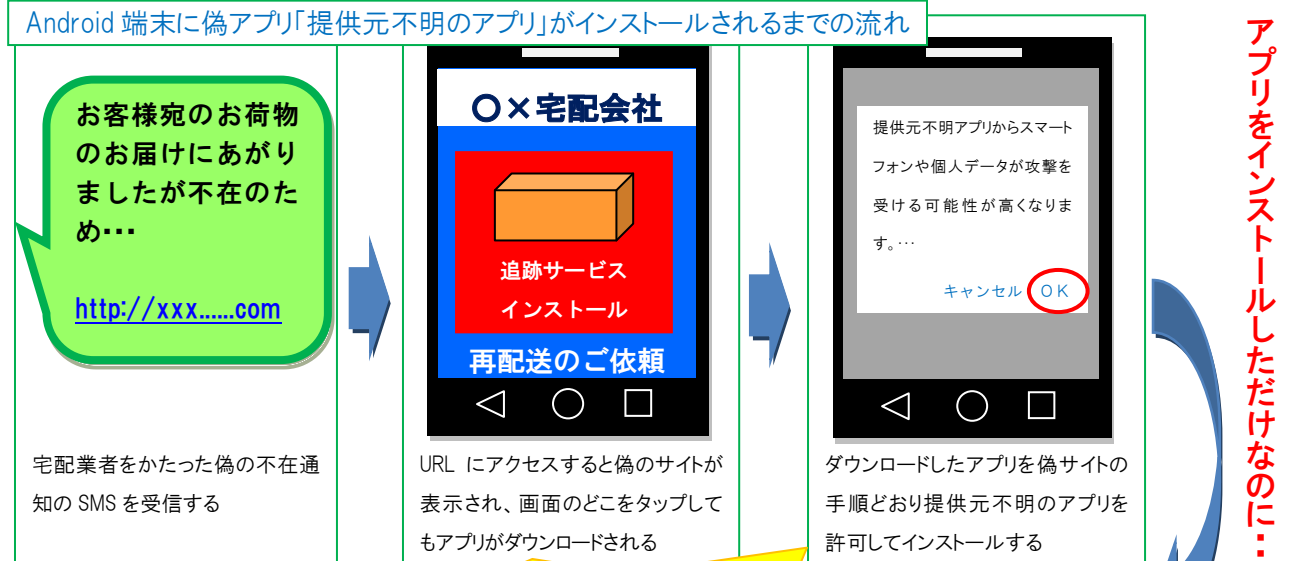 Android 端末に偽アプリ「提供元不明のアプリ」がインストールされるまでの流れ
お客様宛のお荷物
のお届けにあがり
ましたが不在のた
め・・・
http://xxx......com
宅配業者をかたった偽の不在通
知の SMS を受信する
〇×宅配会社
追跡サービス
インストール
再配送のご依頼
URL にアクセスすると偽のサイトが
表示され、画面のどこをタップして
もアプリがダウンロードされる
提供元不明アプリからスマート
フォンや個人データが攻撃を
受ける可能性が高くなりま
す。…
キャンセル OK
ダウンロードしたアプリを偽サイトの
手順どおり提供元不明のアプリを
許可してインストールする
アプリをインストールしただけなのに・・